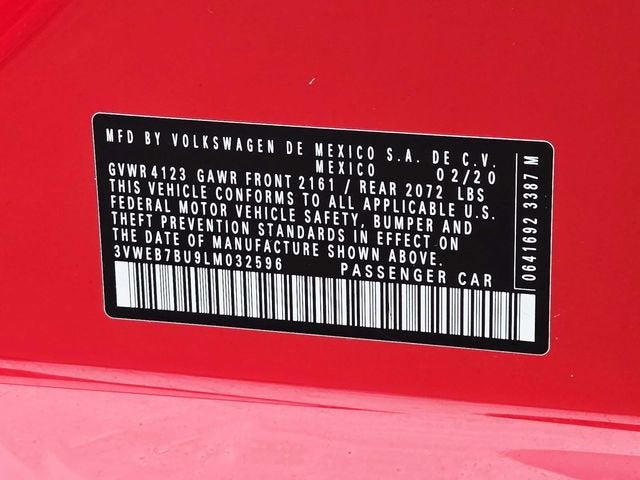 MFD BY VOLKSWAGEN DE MEXICO S.A. DE C.V.
MEXICO 02/20
GVWR 4123 GAWR FRONT 2161 / REAR 2072 LBS
THIS VEHICLE CONFORMS TO ALL APPLICABLE U.S.
FEDERAL MOTOR VEHICLE SAFETY, BUMPER AND
THEFT PREVENTION STANDARDS IN EFFECT ON
THE DATE OF MANUFACTURE SHOWN ABOVE.
3VWEB7BU9LM032596 PASSENGER CAR
0641692 3387 M